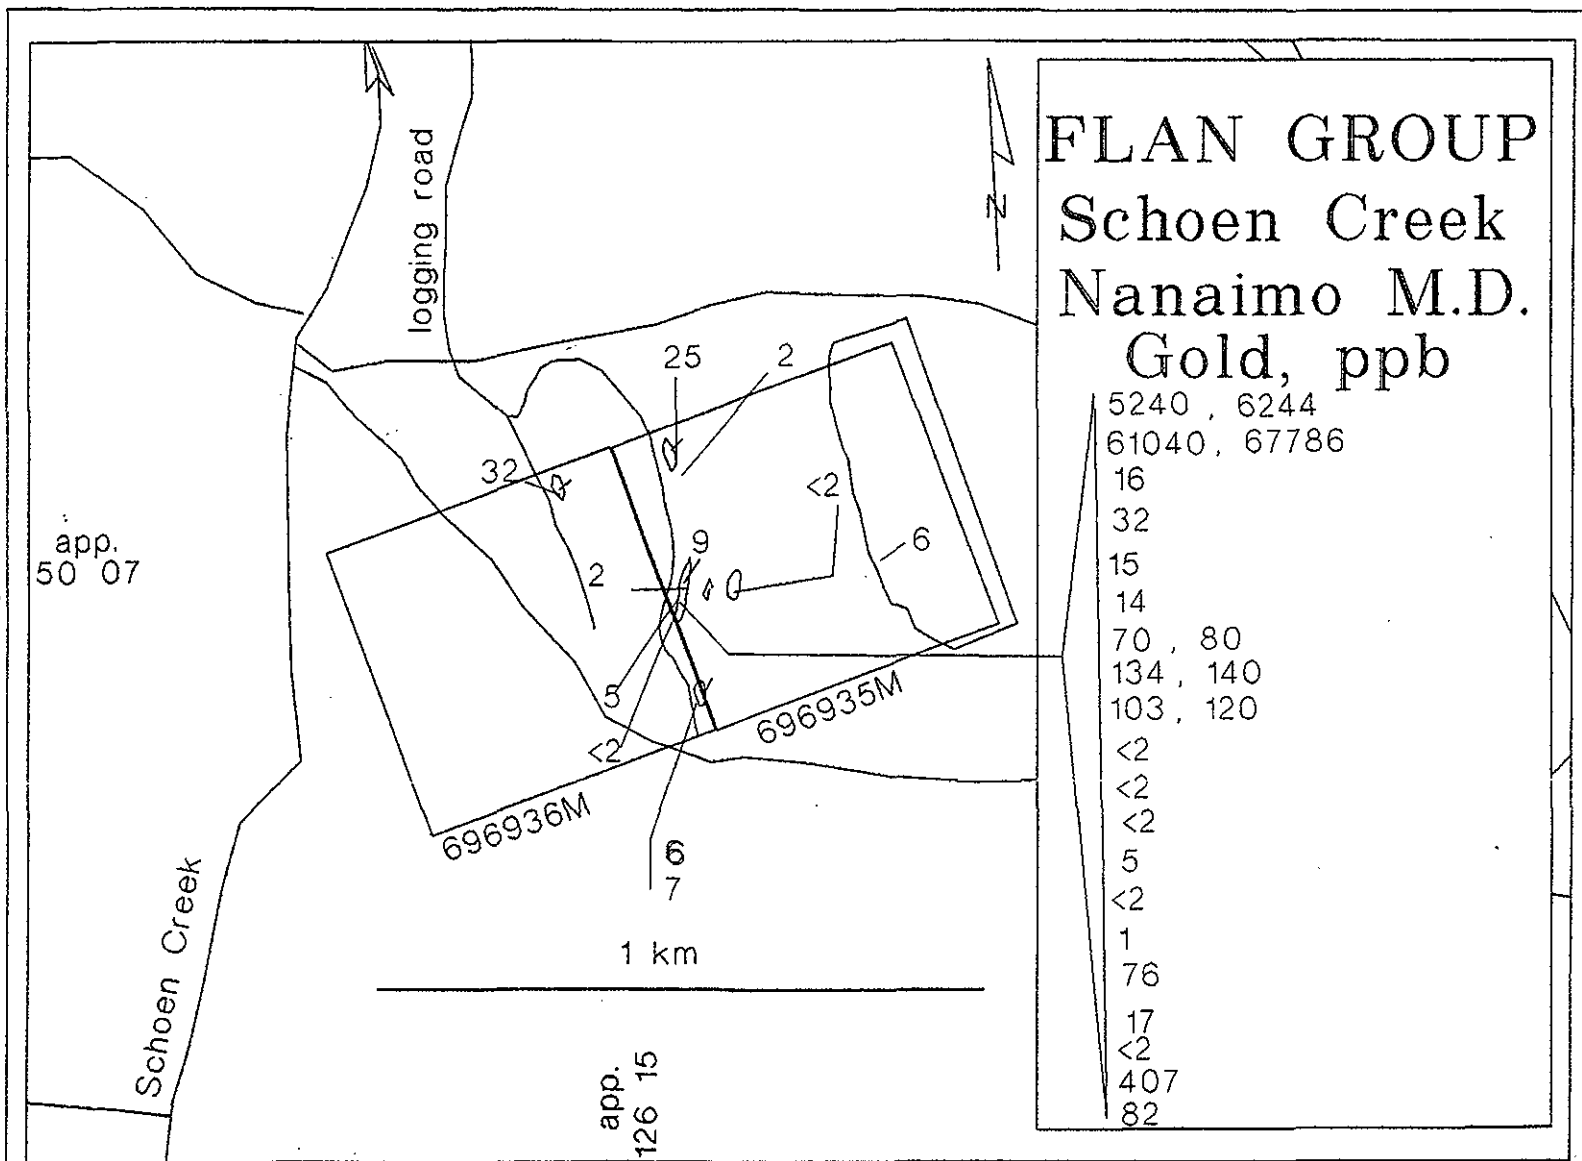 FLAN GROUP
Schoen Creek
Nanaimo M.D.
Gold, ppb
5240 , 6244
61040, 67786
16
32
15
14
70 , 80
134 , 140
103 , 120
<2
<2
<2
5
<2
1
76
17
<2
407
82
N
logging road
25
2
32
<2
9
6
2
app.
50 07
5
<2
696935M
696936M
6
7
1 km
Schoen Creek
app.
126 15